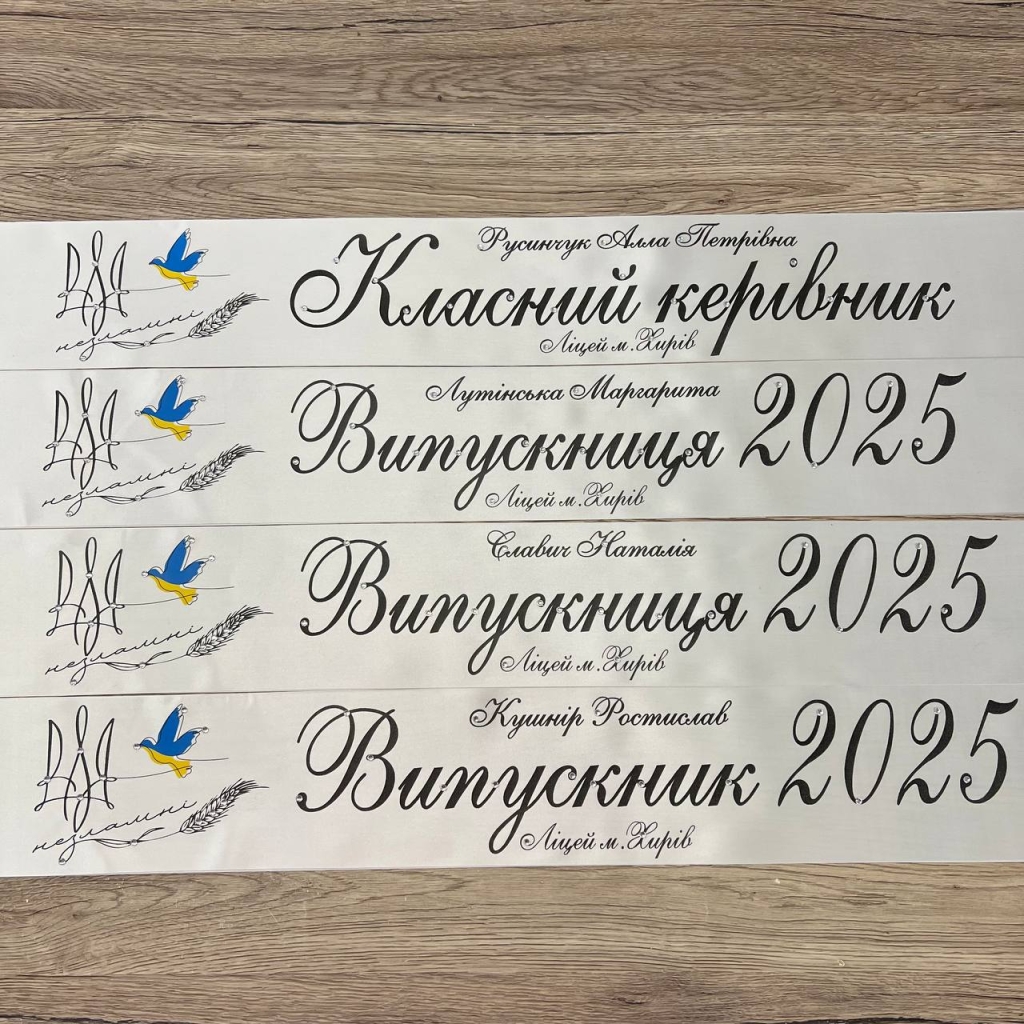 незламні
Русинчук Алла Петрівна
Класний керівник
Ліцей м.Хирів
незламні
Лутінська Маргарита
Випускниця 2025
Ліцей м.Хирів
незламні
Славич Наталія
Випускниця 2025
Ліцей м.Хирів
незламні
Кушнір Ростислав
Випускник 2025
Ліцей м.Хирів